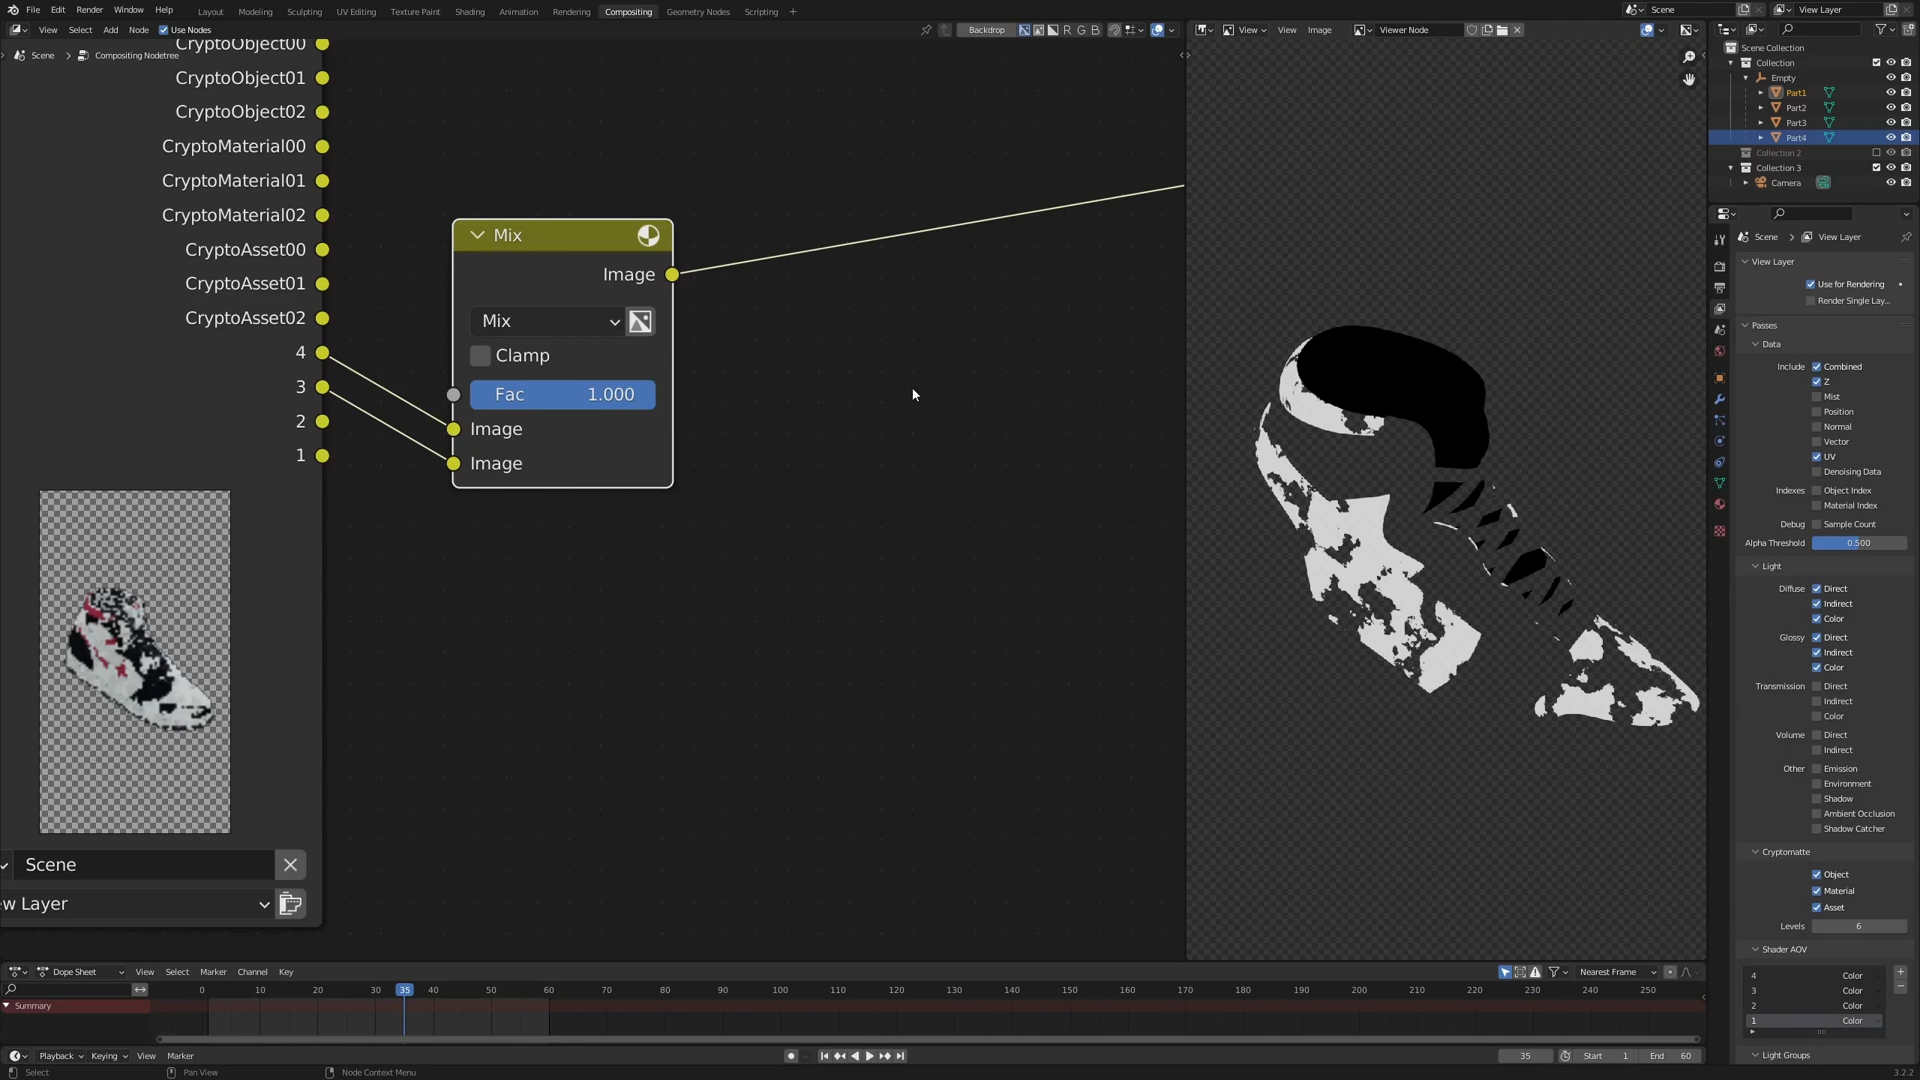 File Edit Render Window Help Layout Modeling Sculpting UV Editing Texture Paint Shading Animation Rendering Compositing Geometry Nodes Scripting + Scene View Layer
View Select Add Node Use Nodes Backdrop R G B View View Image Viewer Node
Scene > Compositing Nodetree
CryptoObject00
CryptoObject01
CryptoObject02
CryptoMaterial00
CryptoMaterial01
CryptoMaterial02
CryptoAsset00
CryptoAsset01
CryptoAsset02
4
3
2
1
Scene
w Layer
Mix
Image
Mix
Clamp
Fac 1.000
Image
Image
Scene Collection
Collection
Empty
Part1
Part2
Part3
Part4
Collection 2
Collection 3
Camera
Scene > View Layer
View Layer
Use for Rendering
Render Single Lay...
Passes
Data
Include Combined
Z
Mist
Position
Normal
Vector
UV
Denoising Data
Indexes Object Index
Material Index
Debug Sample Count
Alpha Threshold 0.500
Light
Diffuse Direct
Indirect
Color
Glossy Direct
Indirect
Color
Transmission Direct
Indirect
Color
Volume Direct
Indirect
Other Emission
Environment
Shadow
Ambient Occlusion
Shadow Catcher
Cryptomatte
Object
Material
Asset
Levels 6
Shader AOV
4 Color
3 Color
2 Color
1 Color
Light Groups
Dope Sheet View Select Marker Channel Key Nearest Frame
0 10 20 30 35 40 50 60 70 80 90 100 110 120 130 140 150 160 170 180 190 200 210 220 230 240 250
Summary
Playback Keying View Marker 35 Start 1 End 60
Select Pan View Node Context Menu 3.2.2